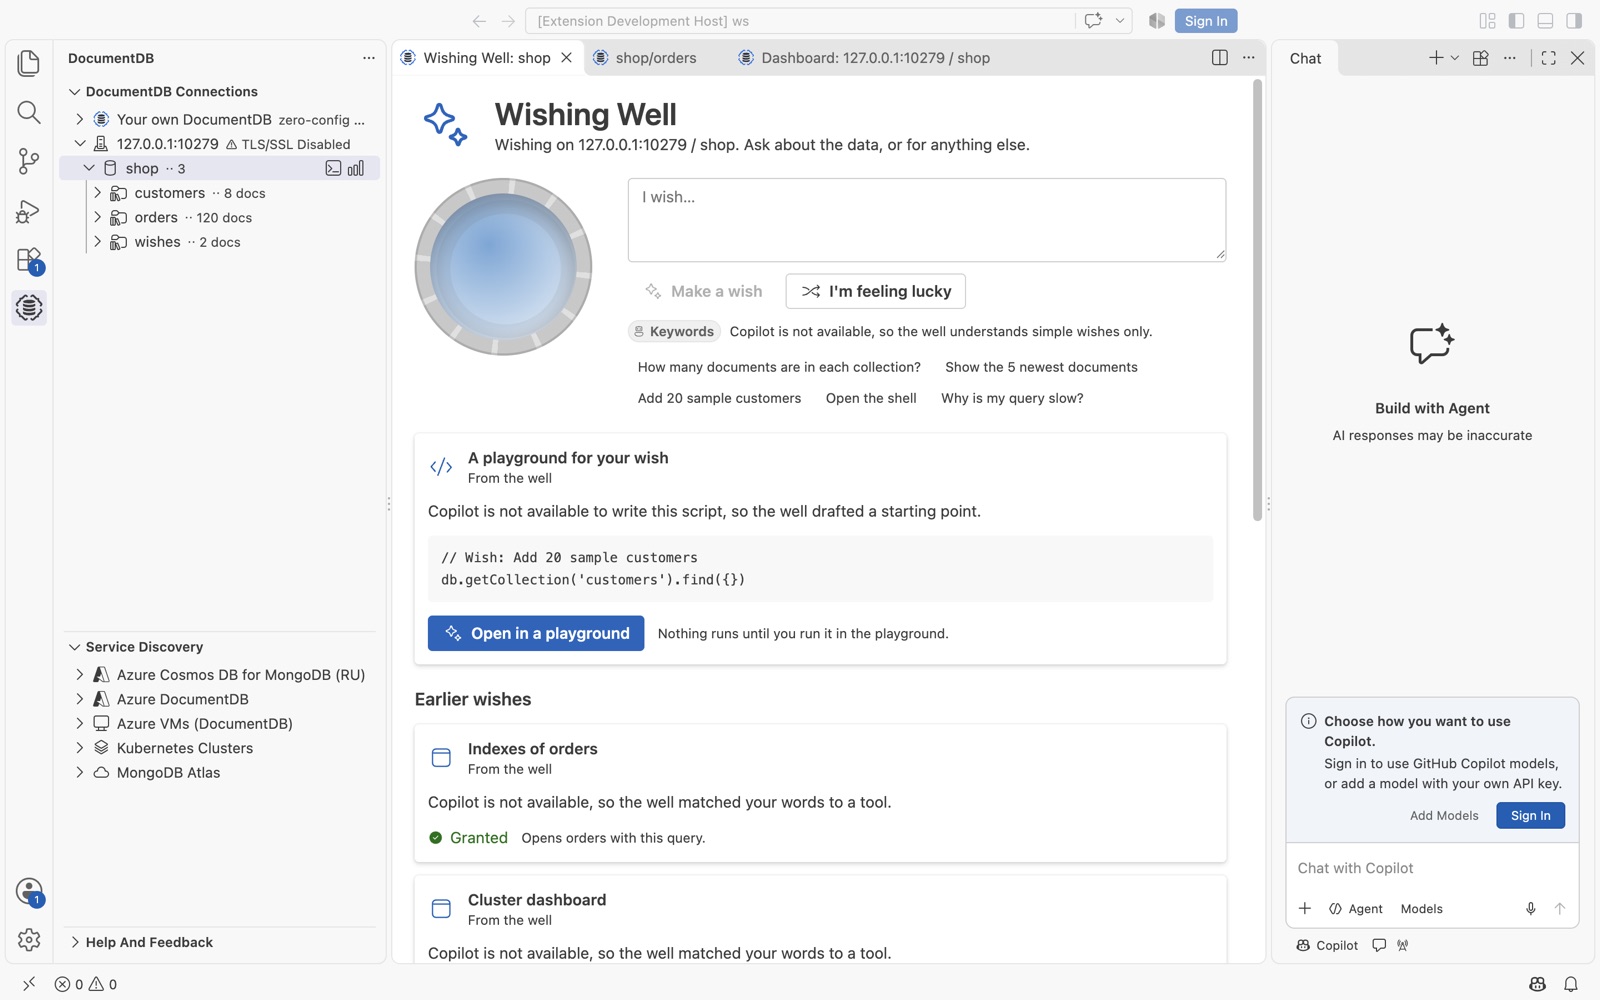 [Extension Development Host] ws
Sign In
DocumentDB
DocumentDB Connections
Your own DocumentDB zero-config ...
127.0.0.1:10279 TLS/SSL Disabled
shop ·· 3
customers ·· 8 docs
orders ·· 120 docs
wishes ·· 2 docs
Service Discovery
Azure Cosmos DB for MongoDB (RU)
Azure DocumentDB
Azure VMs (DocumentDB)
Kubernetes Clusters
MongoDB Atlas
Help And Feedback
1
1
0 0
Wishing Well: shop
shop/orders
Dashboard: 127.0.0.1:10279 / shop
Wishing Well
Wishing on 127.0.0.1:10279 / shop. Ask about the data, or for anything else.
I wish...
Make a wish
I'm feeling lucky
Keywords
Copilot is not available, so the well understands simple wishes only.
How many documents are in each collection?
Show the 5 newest documents
Add 20 sample customers
Open the shell
Why is my query slow?
A playground for your wish
From the well
Copilot is not available to write this script, so the well drafted a starting point.
// Wish: Add 20 sample customers
db.getCollection('customers').find({})
Open in a playground
Nothing runs until you run it in the playground.
Earlier wishes
Indexes of orders
From the well
Copilot is not available, so the well matched your words to a tool.
Granted
Opens orders with this query.
Cluster dashboard
From the well
Copilot is not available, so the well matched your words to a tool.
Chat
Build with Agent
AI responses may be inaccurate
Choose how you want to use
Copilot.
Sign in to use GitHub Copilot models,
or add a model with your own API key.
Add Models
Sign In
Chat with Copilot
Agent
Models
Copilot